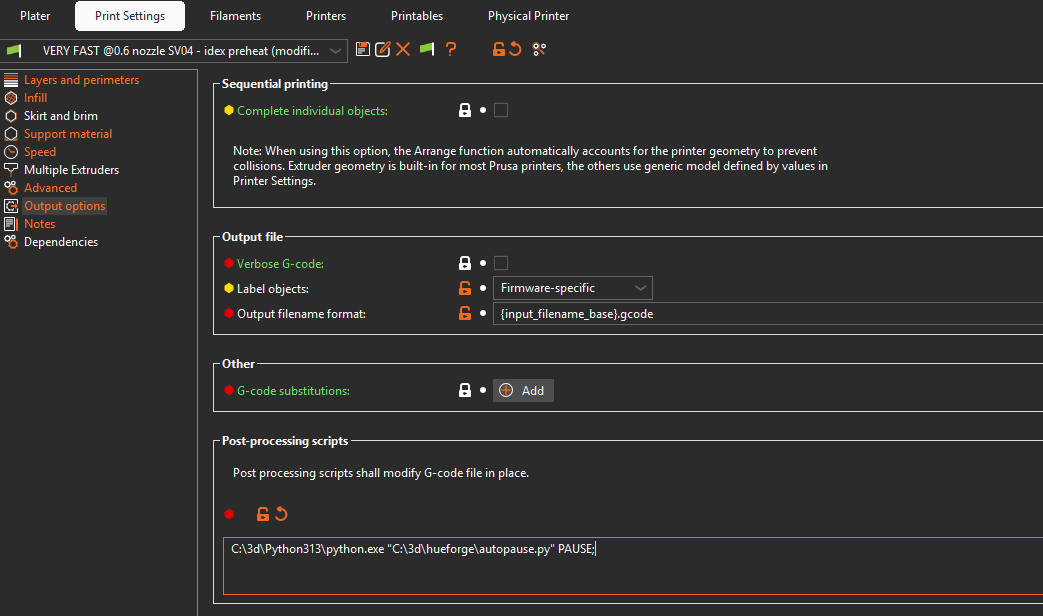 Plater Print Settings Filaments Printers Printables Physical Printer
VERY FAST @0.6 nozzle SV04 - idex preheat (modifi...
Layers and perimeters
Infill
Skirt and brim
Support material
Speed
Multiple Extruders
Advanced
Output options
Notes
Dependencies
Sequential printing
Complete individual objects:
Note: When using this option, the Arrange function automatically accounts for the printer geometry to prevent
collisions. Extruder geometry is built-in for most Prusa printers, the others use generic model defined by values in
Printer Settings.
Output file
Verbose G-code:
Label objects: Firmware-specific
Output filename format: {input_filename_base}.gcode
Other
G-code substitutions: Add
Post-processing scripts
Post processing scripts shall modify G-code file in place.
C:\3d\Python313\python.exe "C:\3d\hueforge\autopause.py" PAUSE;